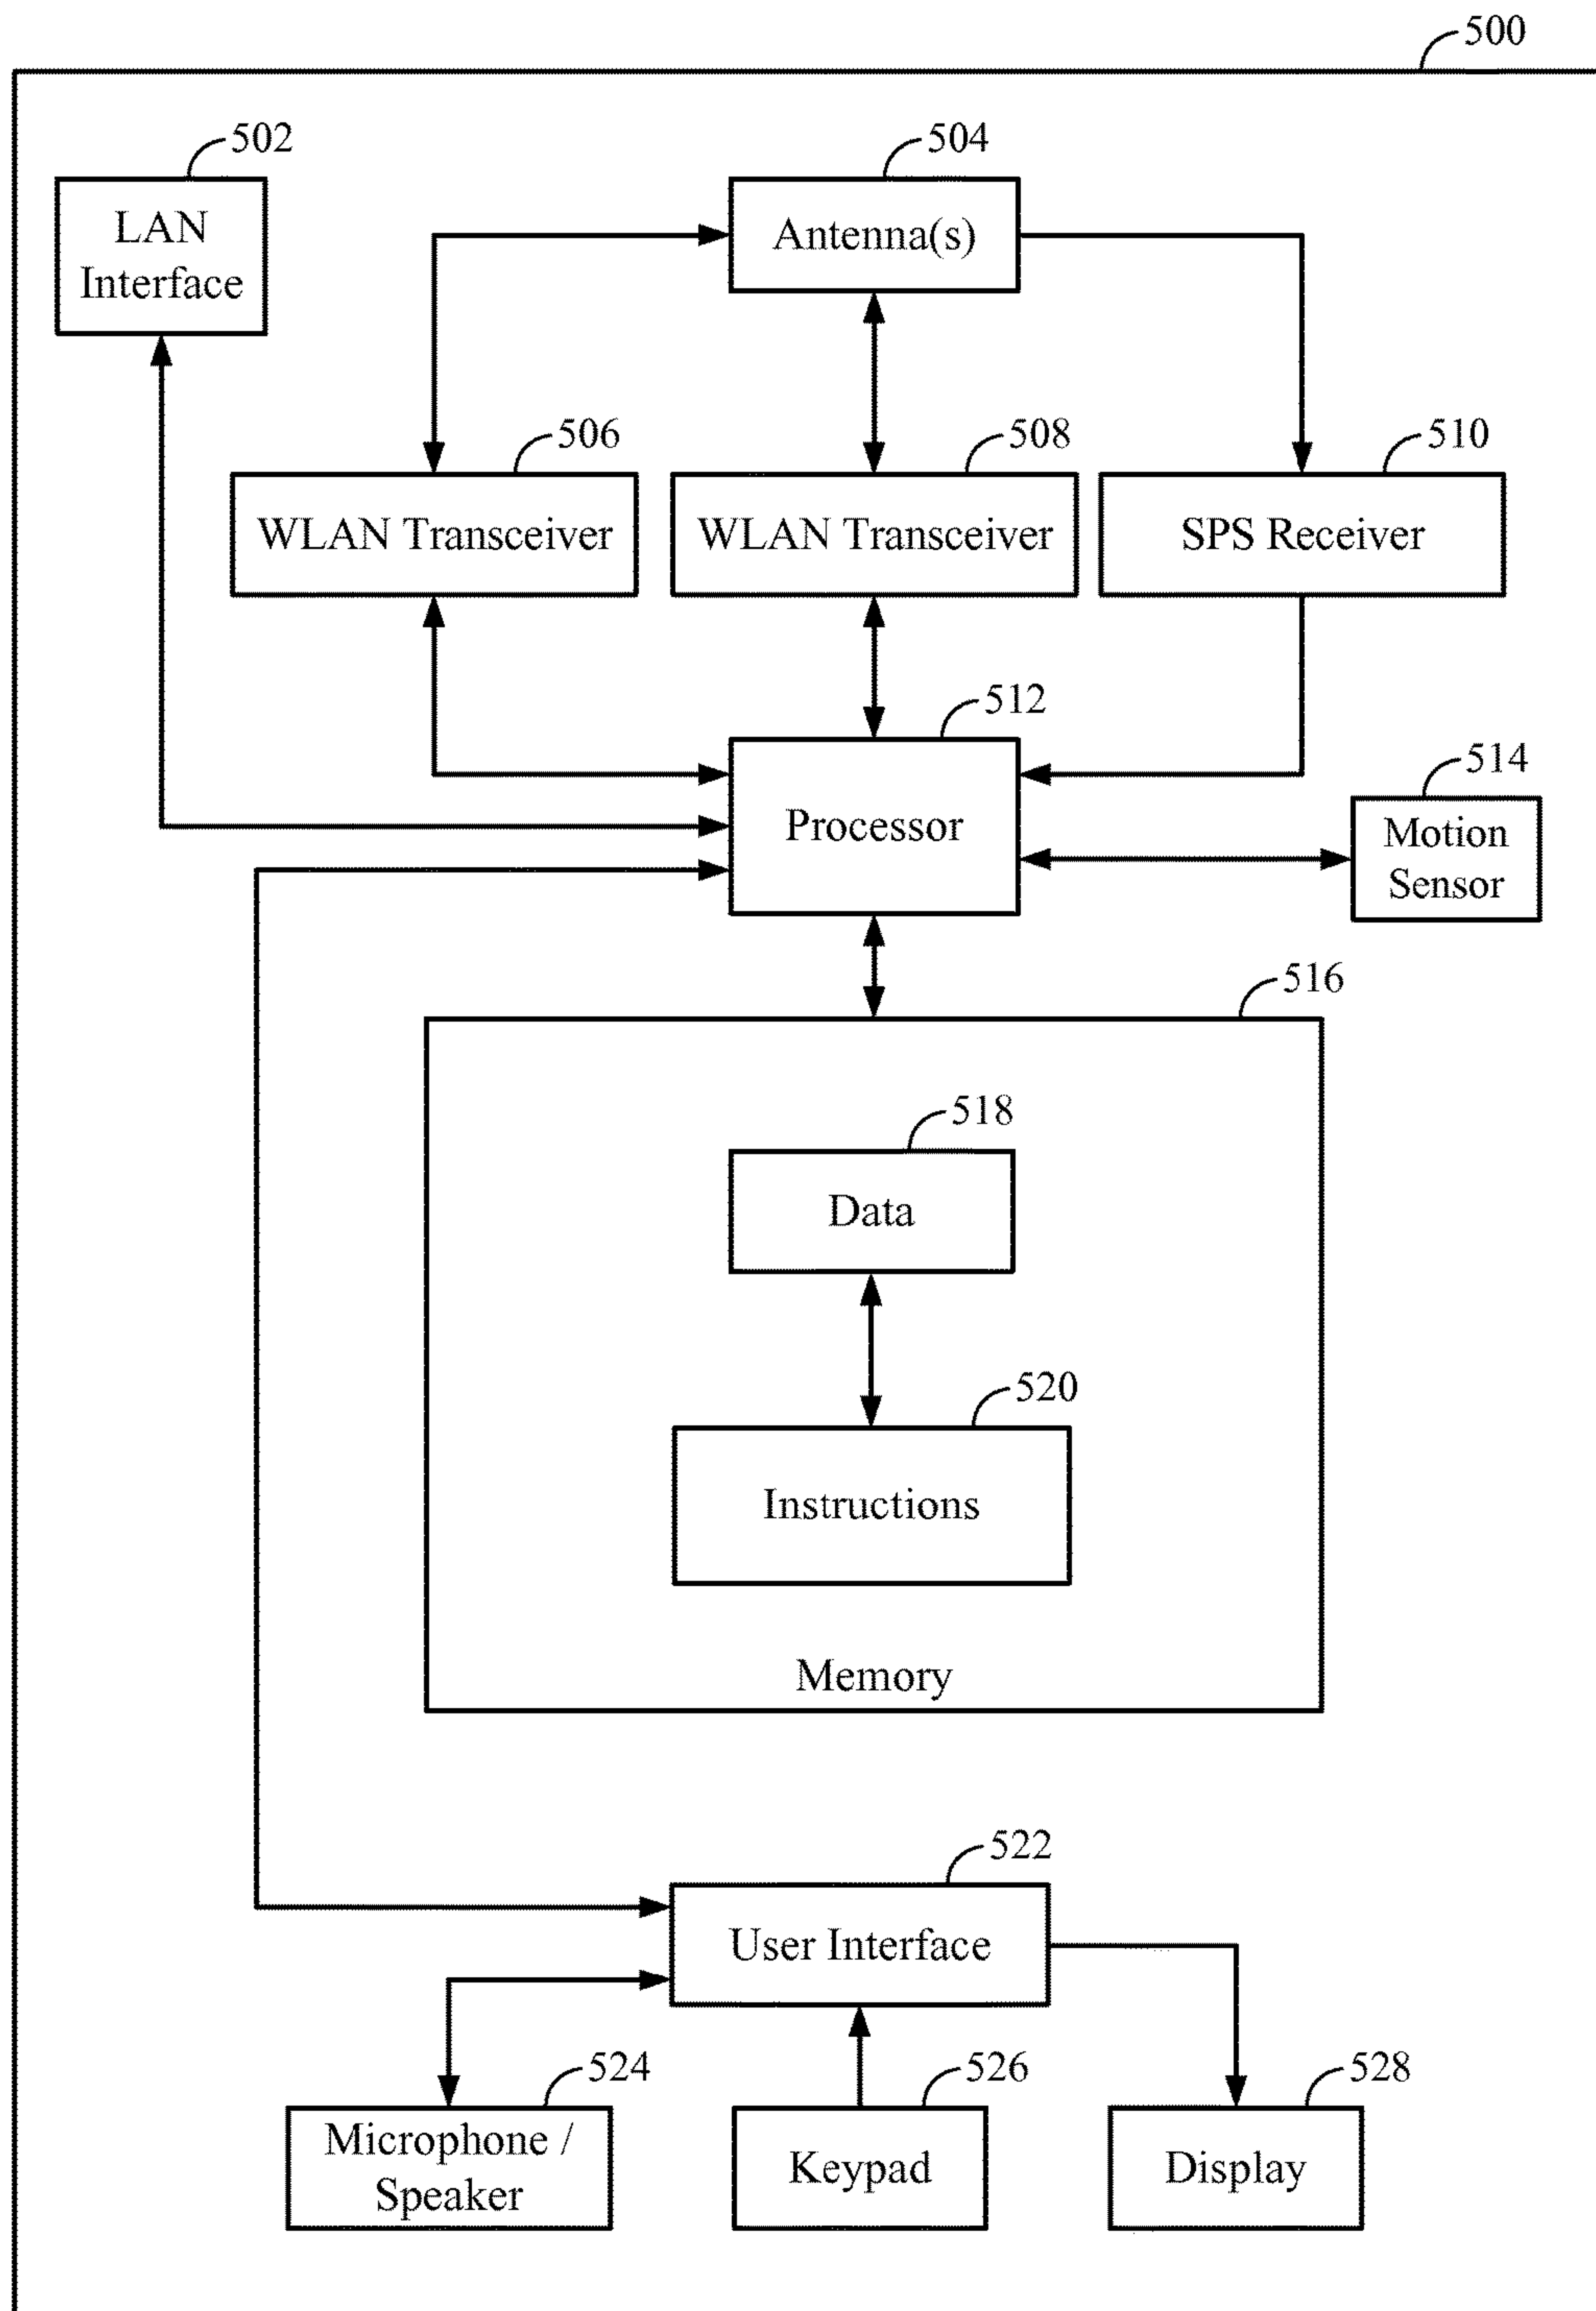 500
502
504
LAN
Interface
Antenna(s)
506
508
510
WLAN Transceiver
WLAN Transceiver
SPS Receiver
512
514
Processor
Motion
Sensor
516
518
Data
520
Instructions
Memory
522
User Interface
524
526
528
Microphone /
Speaker
Keypad
Display